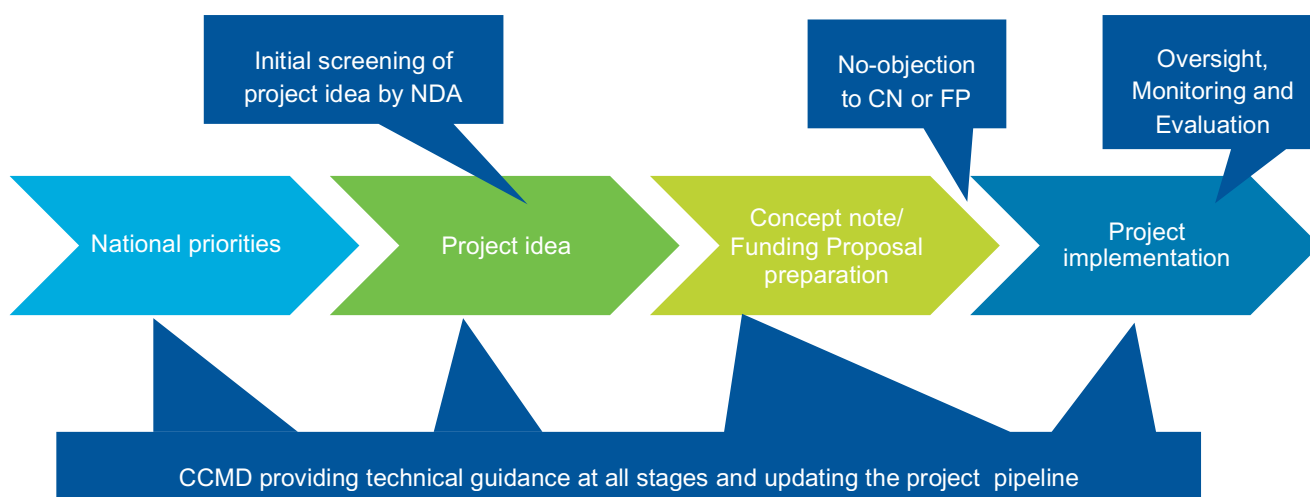 Initial screening of
project idea by NDA
No-objection
to CN or FP
Oversight,
Monitoring and
Evaluation
National priorities
Project idea
Concept note/
Funding Proposal
preparation
Project
implementation
CCMD providing technical guidance at all stages and updating the project pipeline